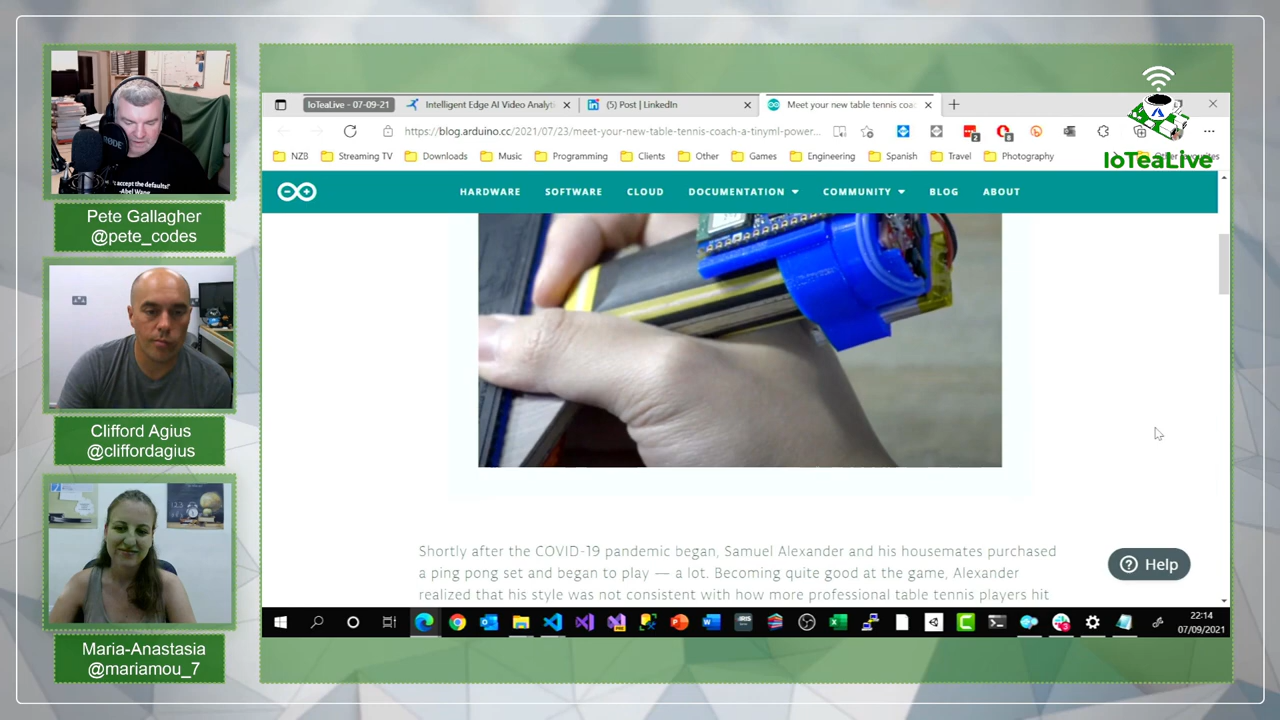 Pete Gallagher
@pete_codes
Clifford Agius
@cliffordagius
Maria-Anastasia
@mariamou_7
IoTeaLive
IoTeaLive - 07-09-21
Intelligent Edge AI Video Analyti
(5) Post | LinkedIn
Meet your new table tennis coac
https://blog.arduino.cc/2021/07/23/meet-your-new-table-tennis-coach-a-tinyml-power...
NZB
Streaming TV
Downloads
Music
Programming
Clients
Other
Games
Engineering
Spanish
Travel
Photography
HARDWARE
SOFTWARE
CLOUD
DOCUMENTATION
COMMUNITY
BLOG
ABOUT
Shortly after the COVID-19 pandemic began, Samuel Alexander and his housemates purchased
a ping pong set and began to play — a lot. Becoming quite good at the game, Alexander
realized that his style was not consistent with how more professional table tennis players hit
Help
22:14
07/09/2021